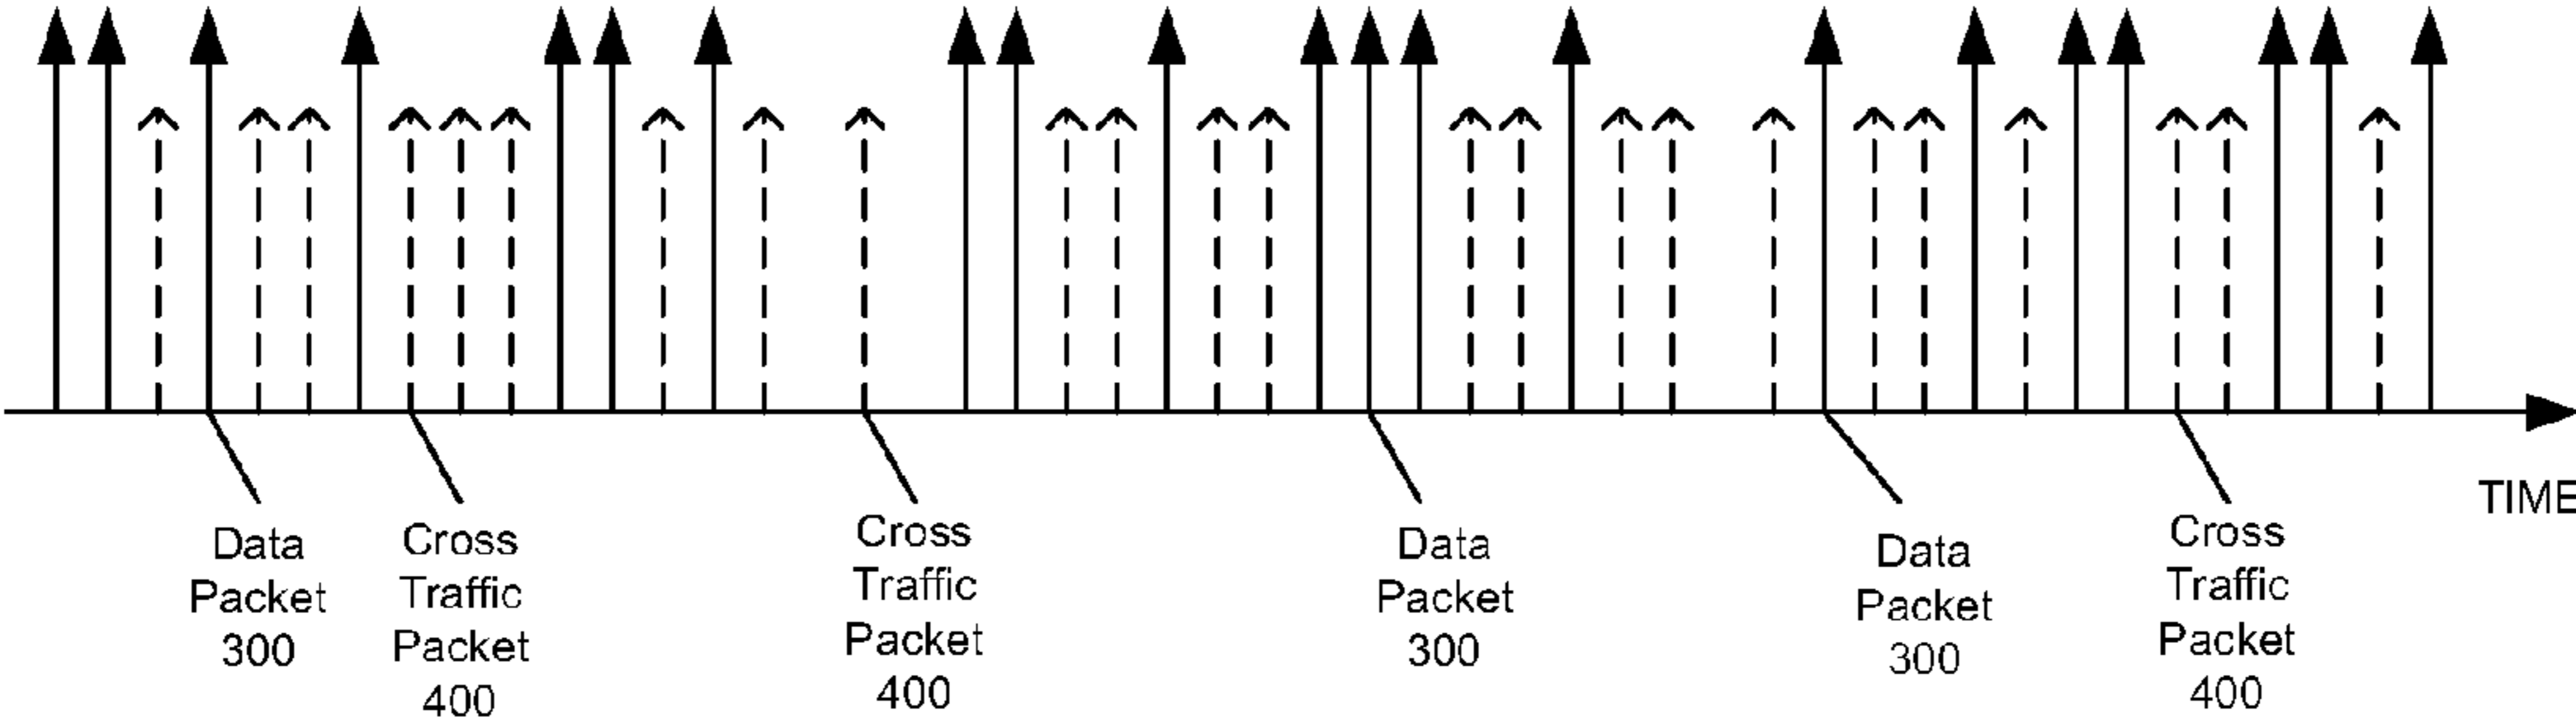 TIME
Data
Packet
300
Cross
Traffic
Packet
400
Cross
Traffic
Packet
400
Data
Packet
300
Data
Packet
300
Cross
Traffic
Packet
400